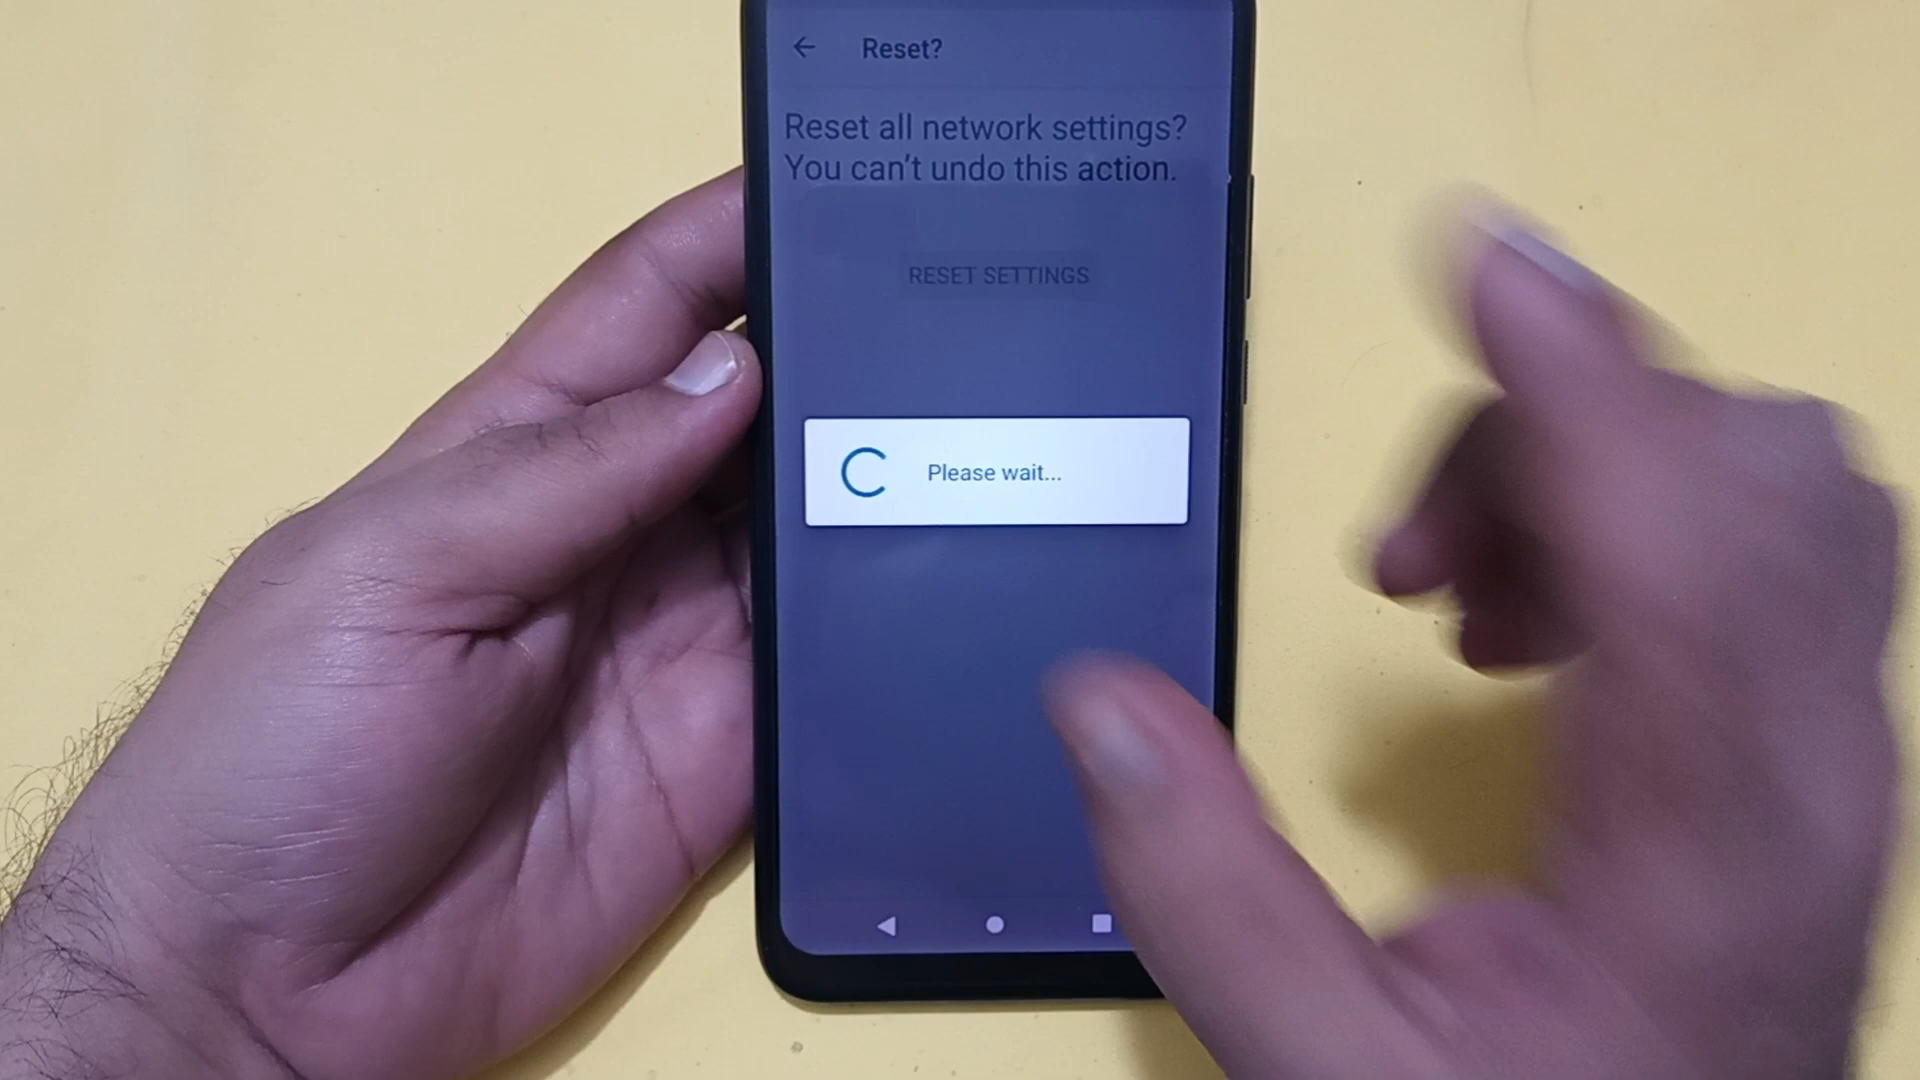 Reset?
Reset all network settings?
You can’t undo this action.
RESET SETTINGS
Please wait...